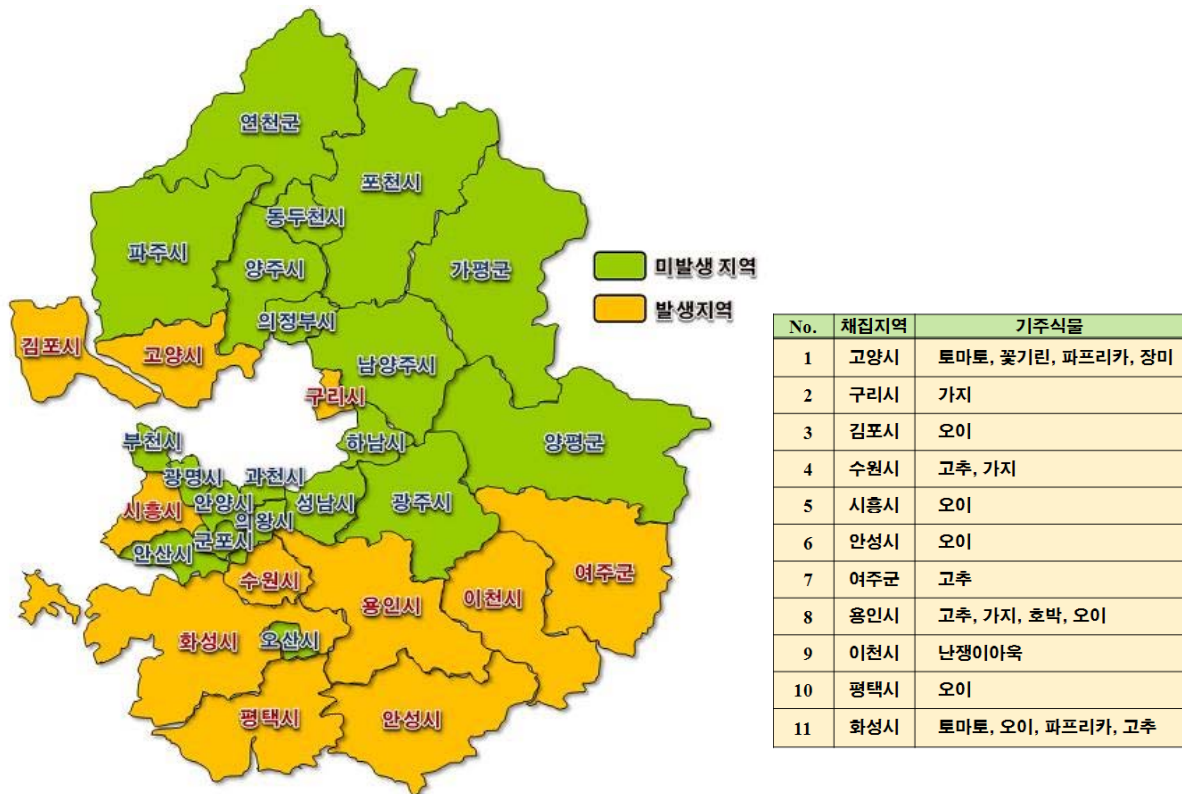 연천군
포천시
동두천시
파주시
양주시
가평군
미발생 지역
의정부시
발생지역
김포시
고양시
남양주시
구리시
부천시
하남시
양평군
광명시
과천시
안양시
성남시
광주시
시흥시
의왕시
군포시
안산시
수원시
여주군
용인시
이천시
화성시
오산시
평택시
안성시
No. 채집지역 기주식물
1 고양시 토마토, 꽃기린, 파프리카, 장미
2 구리시 가지
3 김포시 오이
4 수원시 고추, 가지
5 시흥시 오이
6 안성시 오이
7 여주군 고추
8 용인시 고추, 가지, 호박, 오이
9 이천시 난쟁이아욱
10 평택시 오이
11 화성시 토마토, 오이, 파프리카, 고추